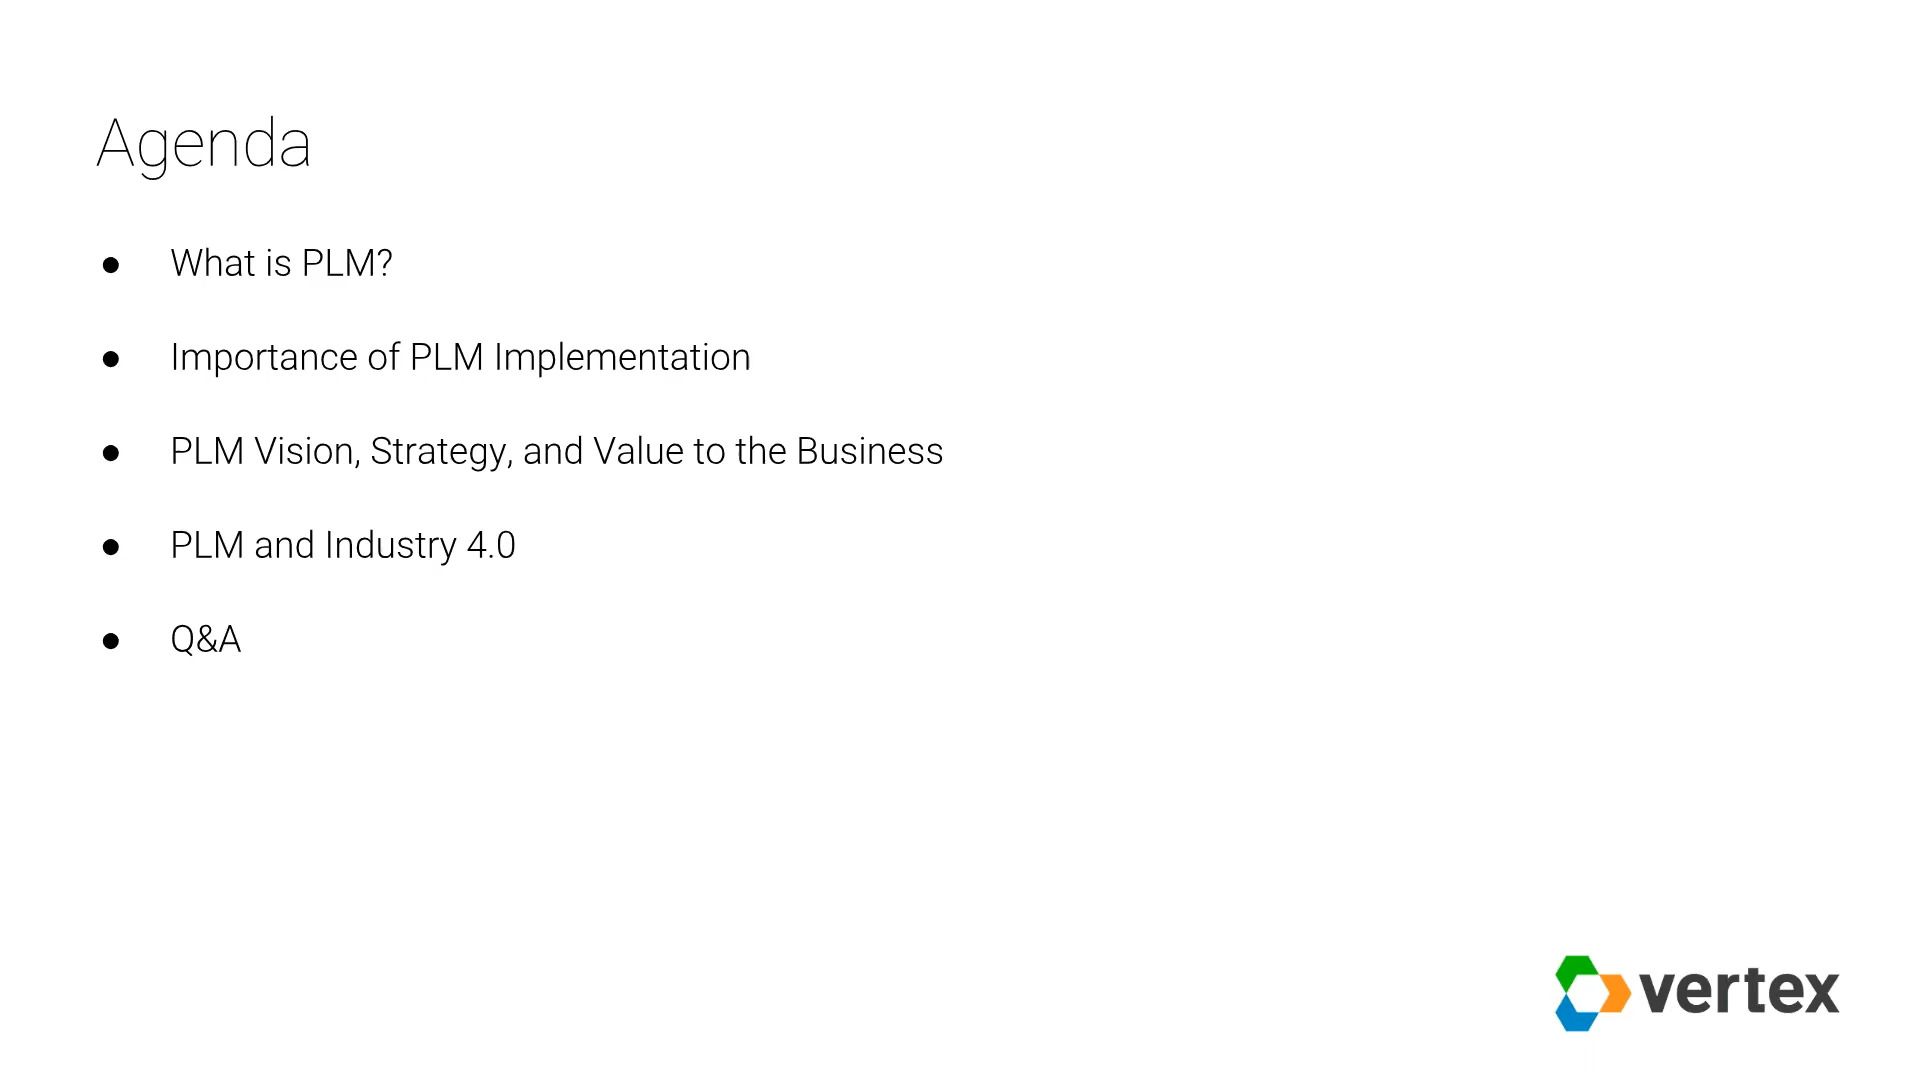 Agenda
● What is PLM?
● Importance of PLM Implementation
● PLM Vision, Strategy, and Value to the Business
● PLM and Industry 4.0
● Q&A
vertex